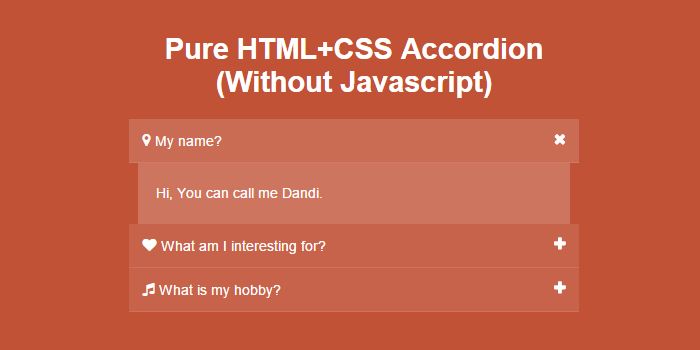 Pure HTML+CSS Accordion
(Without Javascript)
My name?
Hi, You can call me Dandi.
What am I interesting for?
What is my hobby?